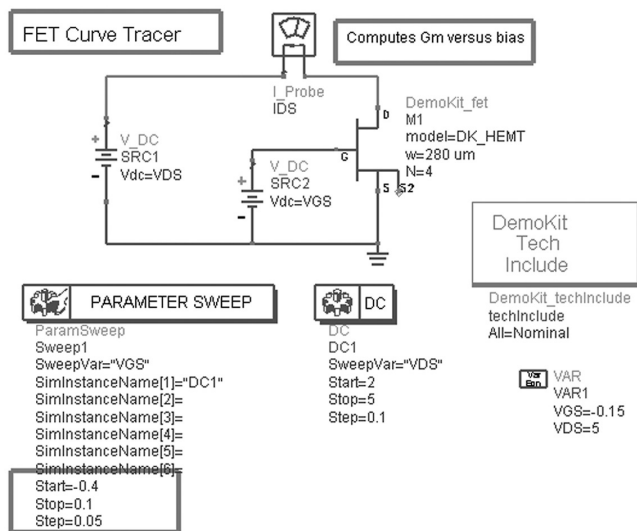 FET Curve Tracer
Computes Gm versus bias
I_Probe
IDS
DemoKit_fet
M1
model=DK_HEMT
w=280 um
N=4
D
G
S
S2
+
V_DC
SRC1
Vdc=VDS
-
+
V_DC
SRC2
Vdc=VGS
-
DemoKit
Tech
Include
DemoKit_techInclude
techInclude
All=Nominal
PARAMETER SWEEP
ParamSweep
Sweep1
SweepVar="VGS"
SimInstanceName[1]="DC1"
SimInstanceName[2]=
SimInstanceName[3]=
SimInstanceName[4]=
SimInstanceName[5]=
SimInstanceName[6]=
Start=-0.4
Stop=0.1
Step=0.05
DC
DC
DC1
SweepVar="VDS"
Start=2
Stop=5
Step=0.1
Var
Eqn
VAR
VAR1
VGS=-0.15
VDS=5